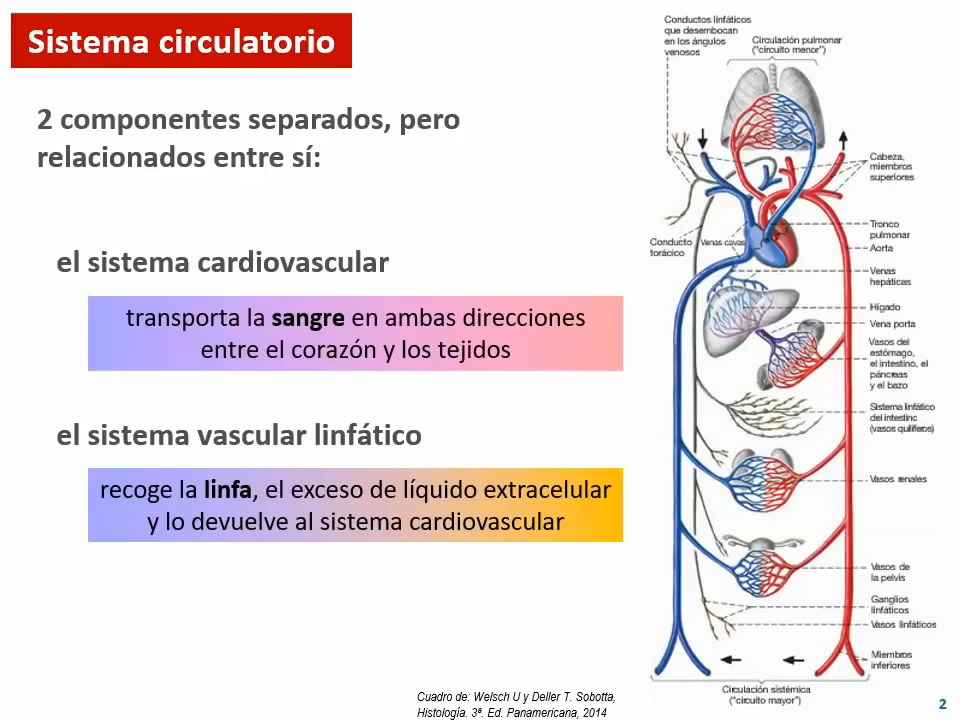 Sistema circulatorio
2 componentes separados, pero
relacionados entre sí:
el sistema cardiovascular
transporta la sangre en ambas direcciones
entre el corazón y los tejidos
el sistema vascular linfático
recoge la linfa, el exceso de líquido extracelular
y lo devuelve al sistema cardiovascular
Conductos linfáticos
que desembocan
en los ángulos
venosos
Circulación pulmonar
("circuito menor")
Cabeza,
miembros
superiores
Tronco
pulmonar
Aorta
Conducto
torácico
Venas cavas
Venas
hepáticas
Hígado
Vena porta
Vasos del
estómago,
el intestino, el
páncreas
y el bazo
Sistema linfático
del intestinc
(vasos quilíferos)
Vasos renales
Vasos de
la pelvis
Ganglios
linfáticos
Vasos linfáticos
Miembros
inferiores
Circulación sistémica
("circuito mayor")
Cuadro de: Welsch U y Deller T. Sobotta,
Histología. 3ª. Ed. Panamericana, 2014
2